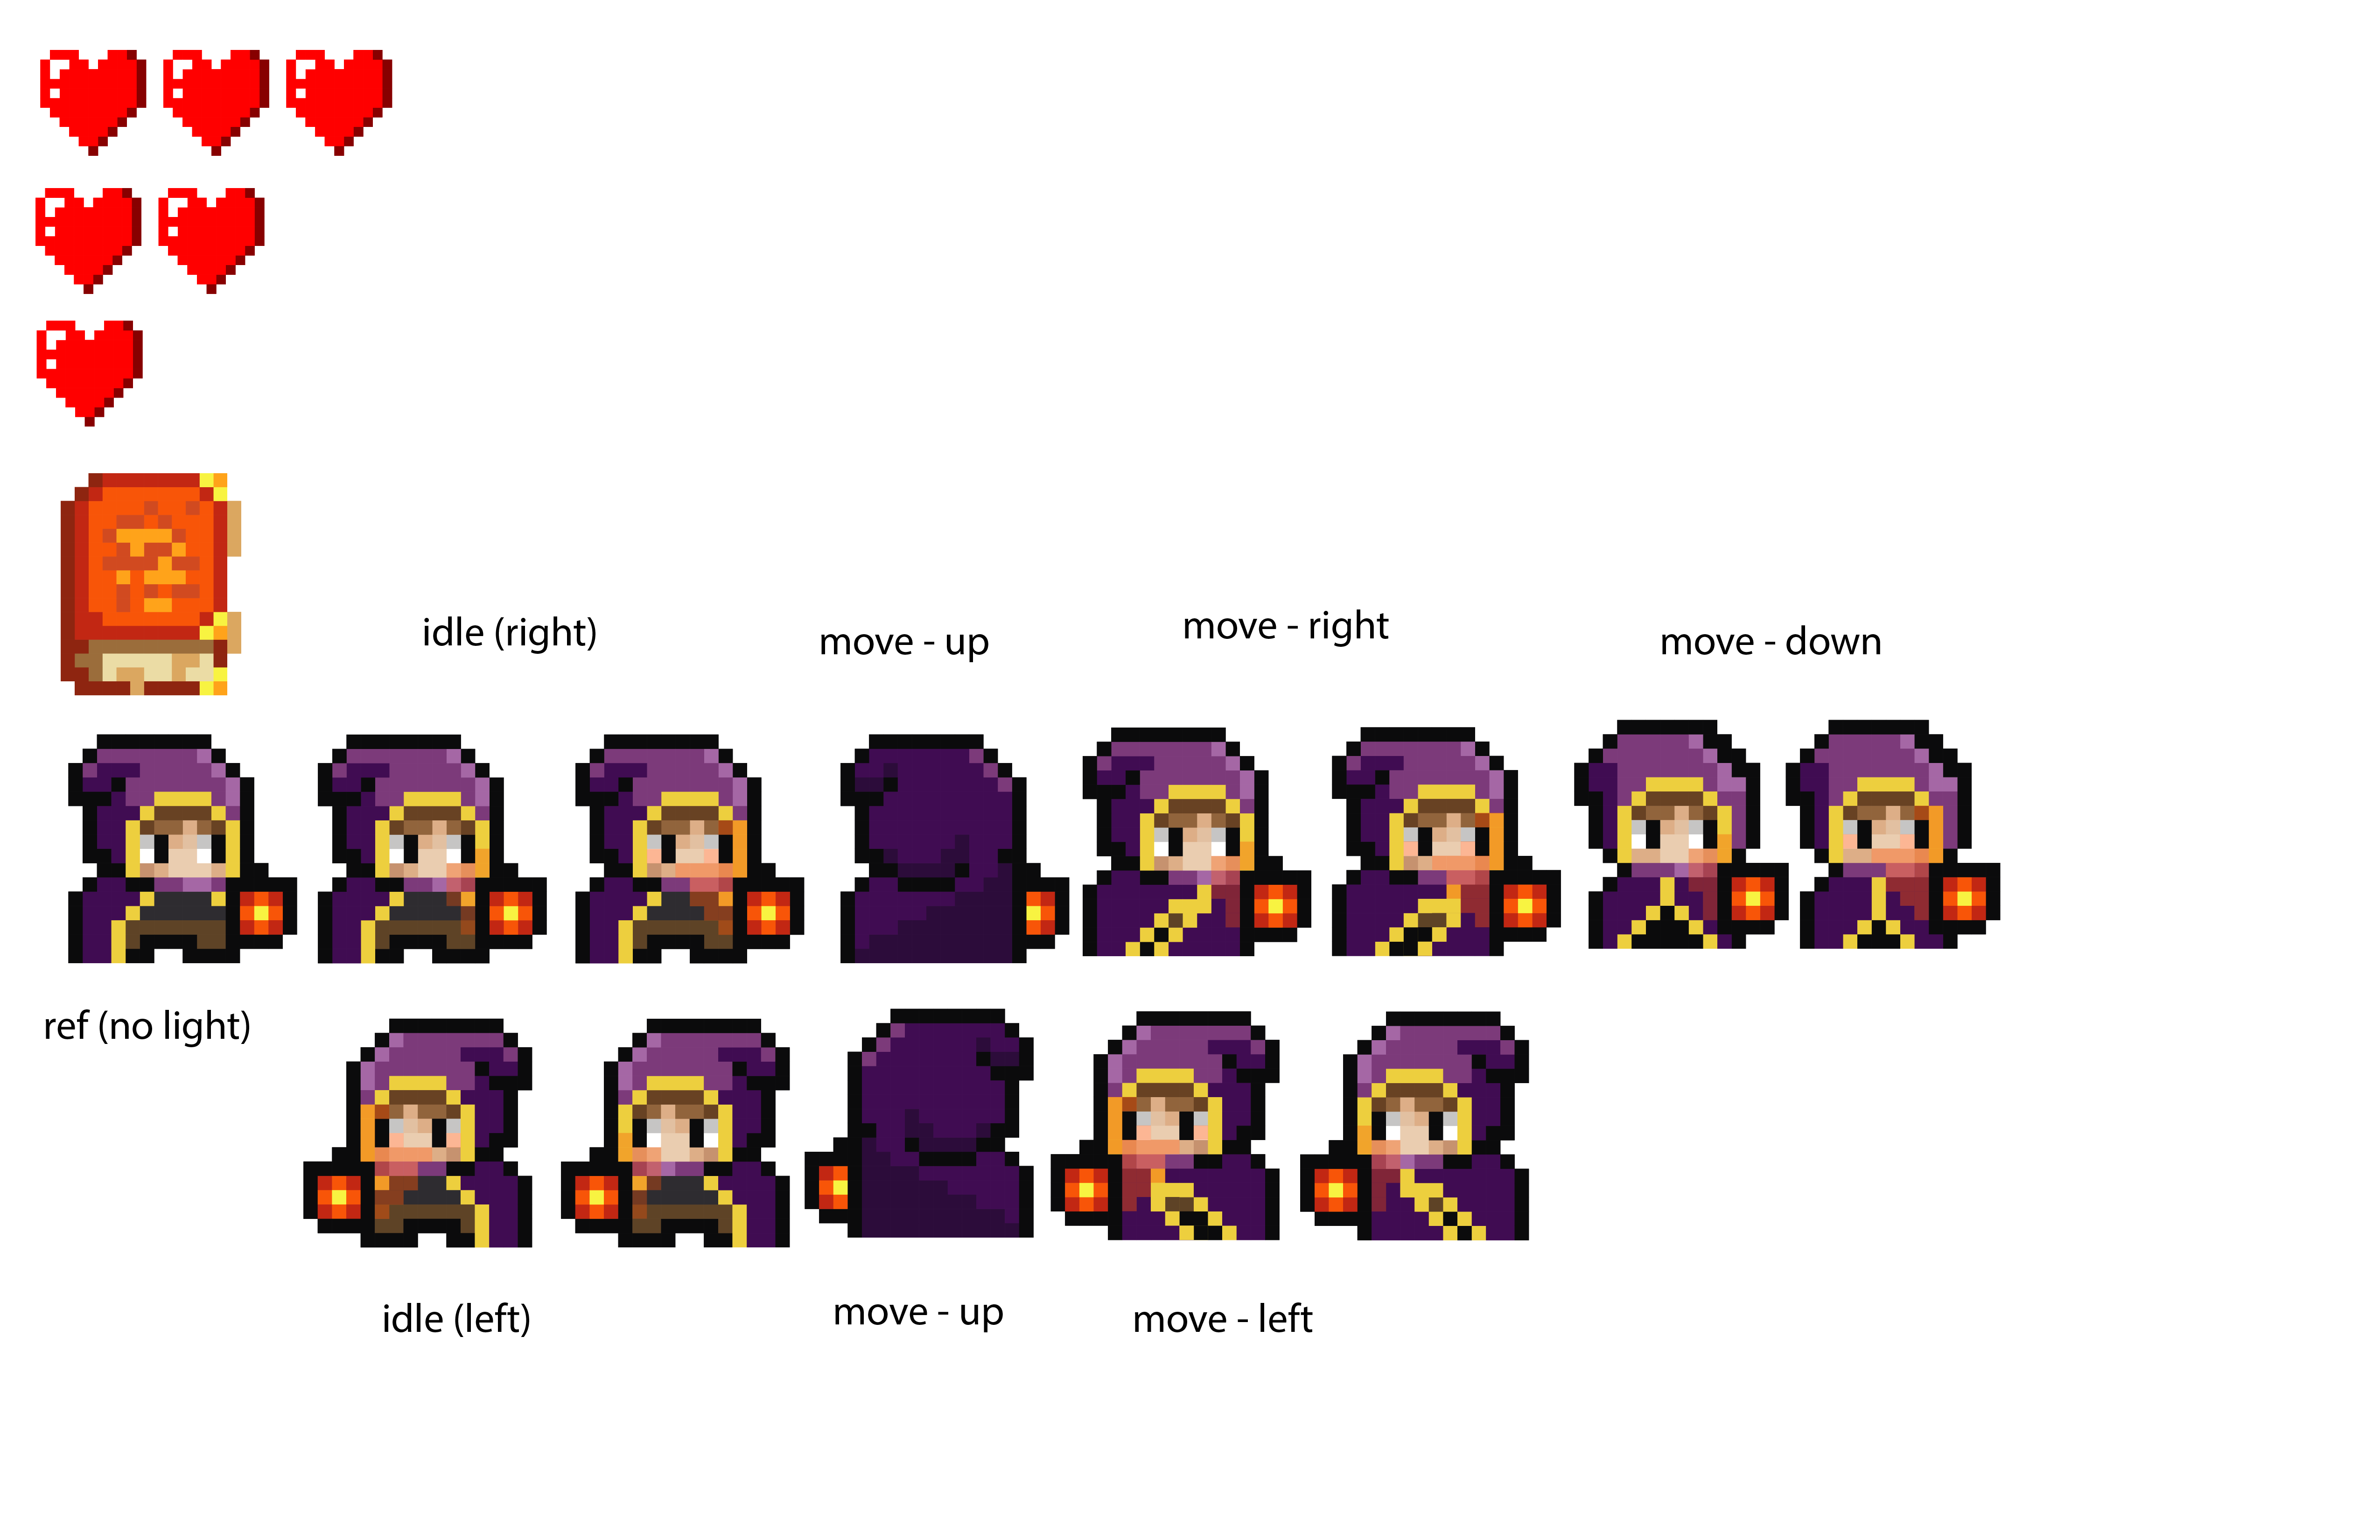 idle (right)
move - up
move - right
move - down
ref (no light)
idle (left)
move - up
move - left